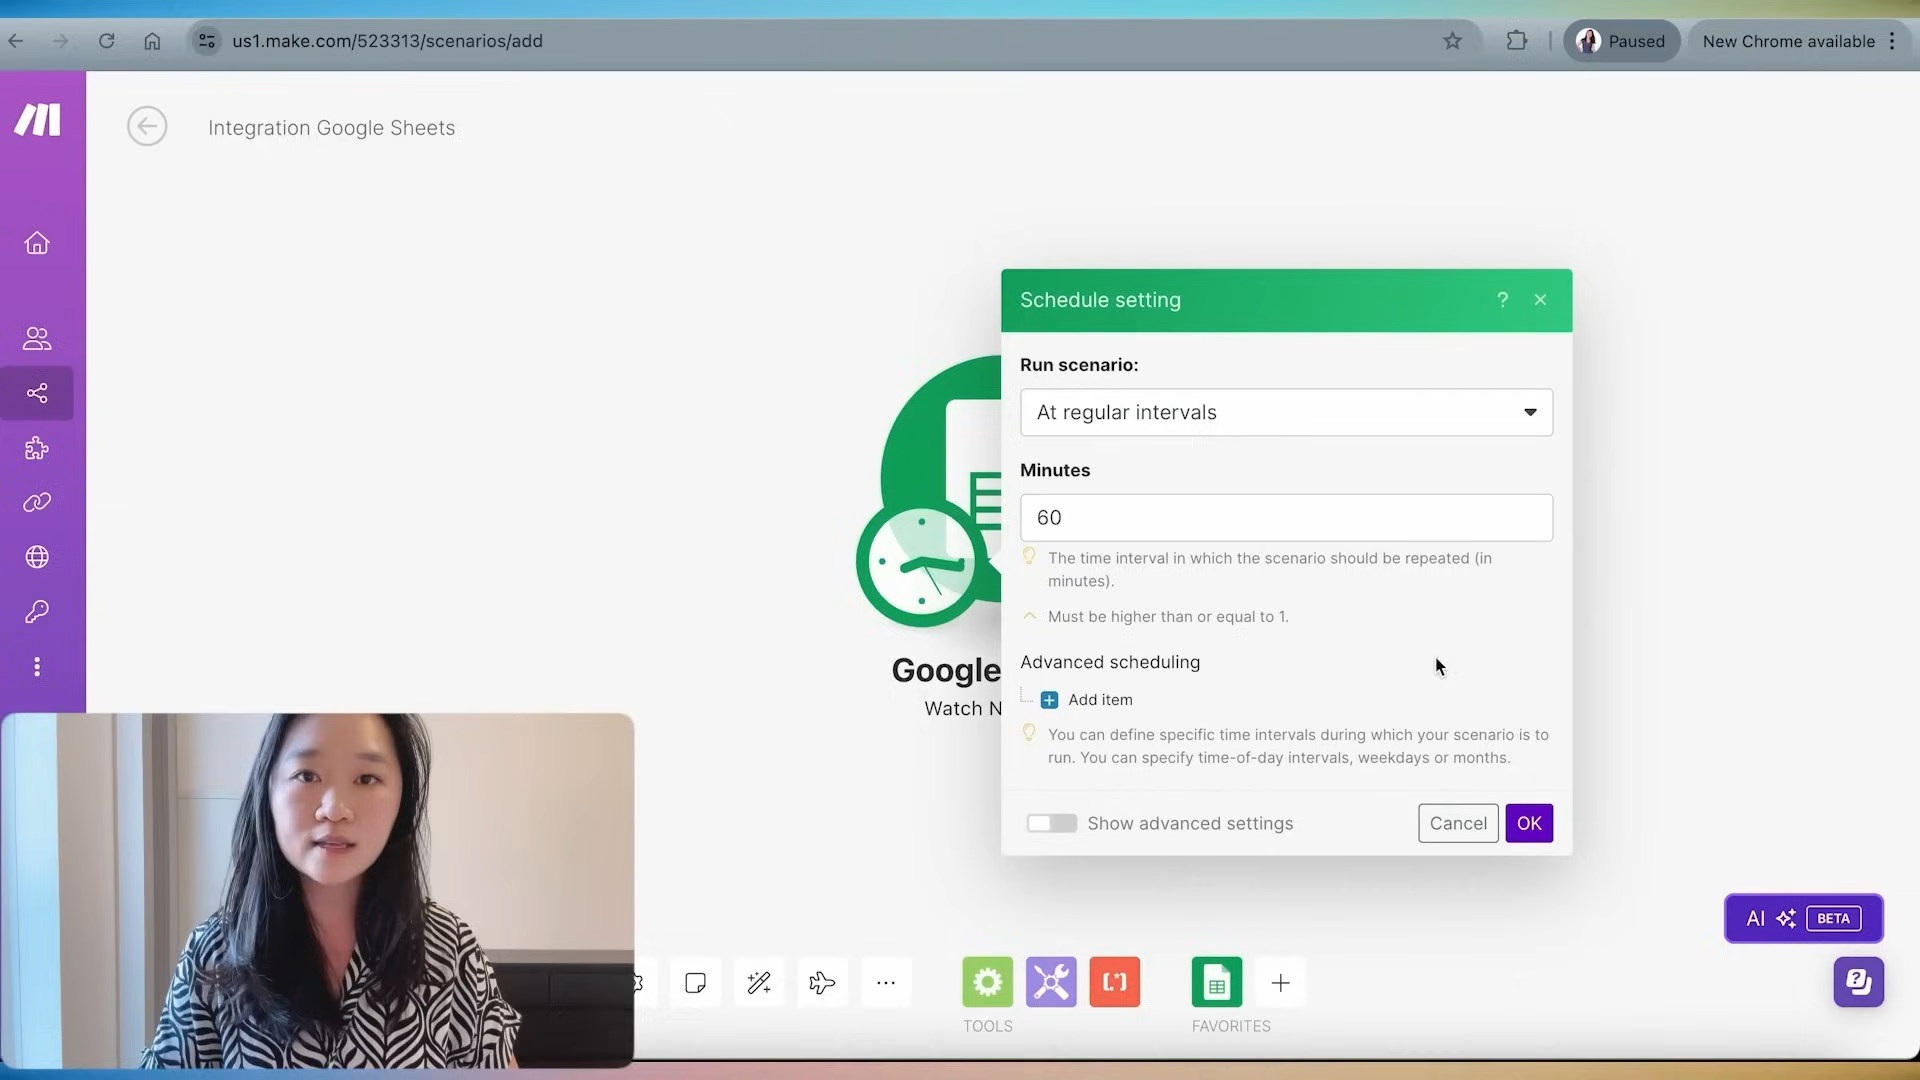 us1.make.com/523313/scenarios/add
Paused
New Chrome available
Integration Google Sheets
Schedule setting
?
Run scenario:
At regular intervals
Minutes
60
The time interval in which the scenario should be repeated (in
minutes).
Must be higher than or equal to 1.
Advanced scheduling
Add item
You can define specific time intervals during which your scenario is to
run. You can specify time-of-day intervals, weekdays or months.
Show advanced settings
Cancel
OK
Google
Watch N
AI
BETA
TOOLS
FAVORITES